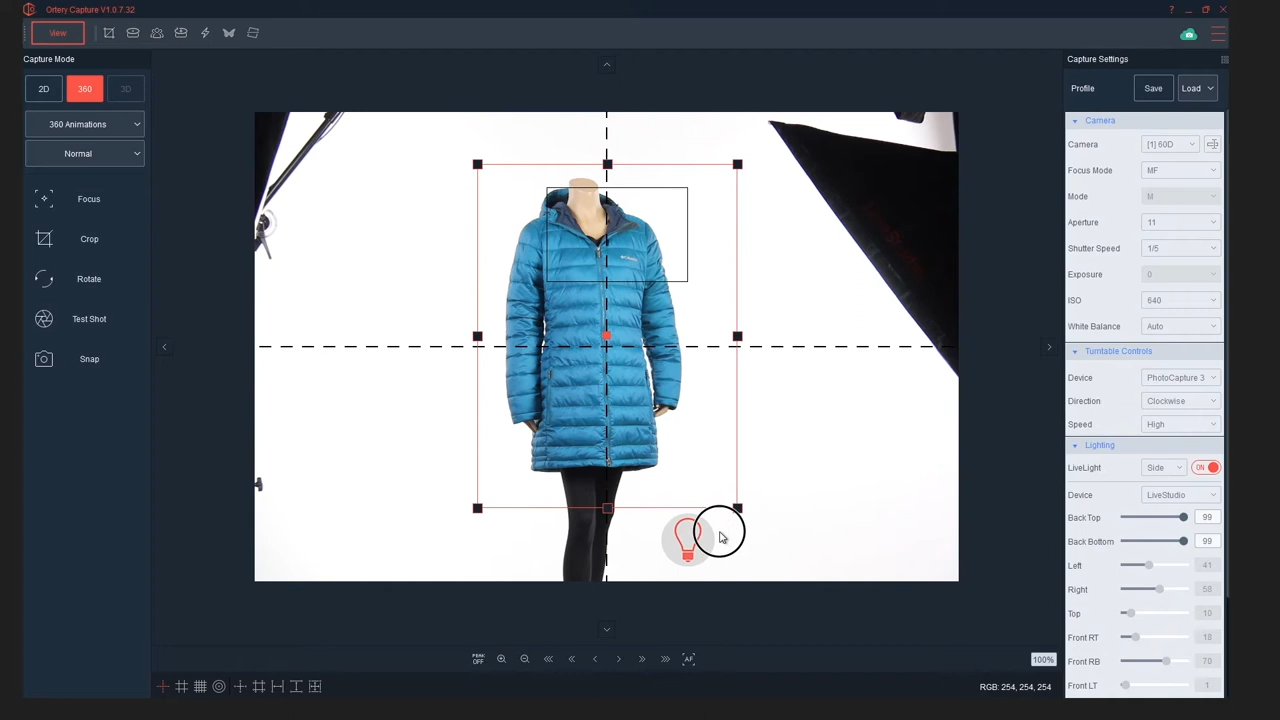 Ortery Capture V1.0.7.32
?
View
Capture Mode
2D
360
3D
360 Animations
Normal
Focus
Crop
Rotate
Test Shot
Snap
Columbia
PEAK
OFF
AF
100%
RGB: 254, 254, 254
Capture Settings
Profile
Save
Load
Camera
Camera [1] 60D
Focus Mode MF
Mode M
Aperture 11
Shutter Speed 1/5
Exposure 0
ISO 640
White Balance Auto
Turntable Controls
Device PhotoCapture 3
Direction Clockwise
Speed High
Lighting
LiveLight Side ON
Device LiveStudio
Back Top 99
Back Bottom 99
Left 41
Right 58
Top 10
Front RT 18
Front RB 70
Front LT 1